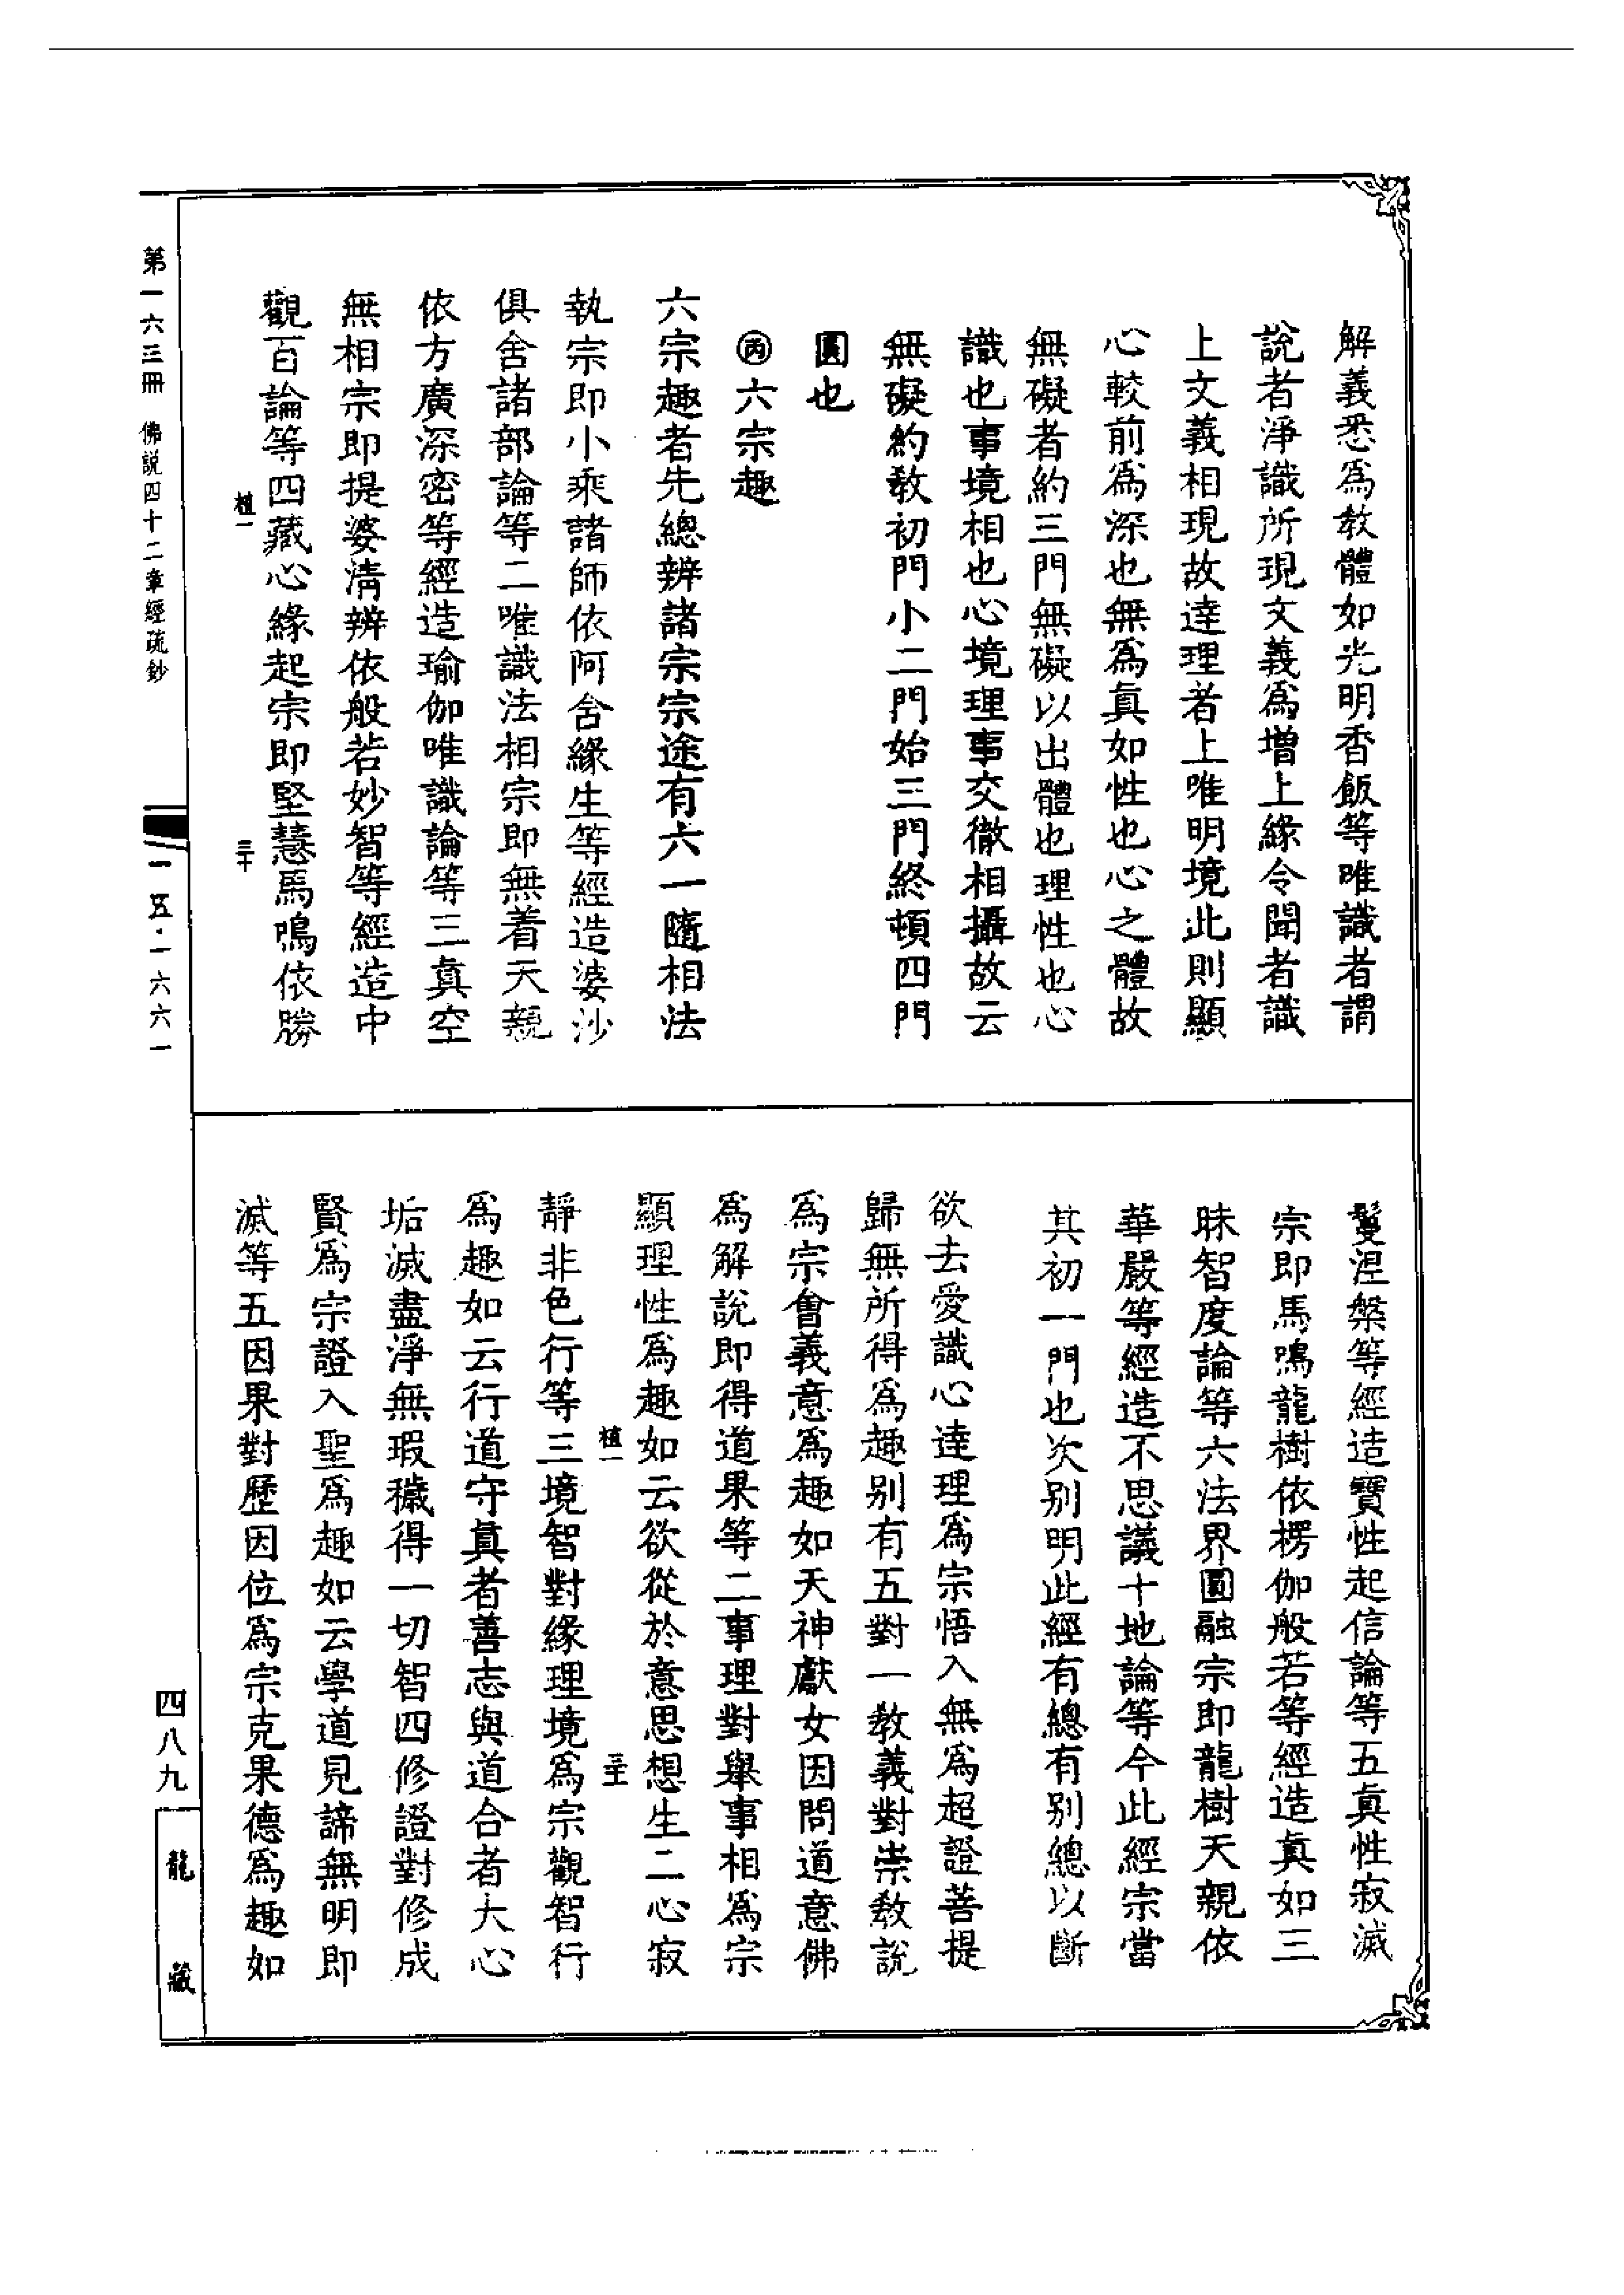 解義悉爲教體如光明香飯等唯識者謂
說者淨識所現文義爲增上緣令聞者識
上文義相現故達理者上唯明境此則顯
心較前爲深也無爲真如性也心之體故
無礙者約三門無礙以出體也理性也心
識也事境相也心境理事交徹相攝故云
無礙約教初門小二門始三門終頓四門
圓也
丙六宗趣
六宗趣者先總辨諸宗宗途有六一隨相法
執宗即小乘諸師依阿含緣生等經造婆沙
俱舍諸部論等二唯識法相宗即無着天親
依方廣深密等經造瑜伽唯識論等三真空
無相宗即提婆清辨依般若妙智等經造中
觀百論等四藏心緣起宗即堅慧馬鳴依勝
植一
三十
鬘涅槃等經造寶性起信論等五真性寂滅
宗即馬鳴龍樹依楞伽般若等經造真如三
昧智度論等六法界圓融宗即龍樹天親依
華嚴等經造不思議十地論等今此經宗當
其初一門也次別明此經有總有別總以斷
欲去愛識心達理爲宗悟入無爲超證菩提
歸無所得爲趣別有五對一教義對崇教說
爲宗會義意爲趣如天神獻女因問道意佛
爲解說即得道果等二事理對舉事相爲宗
顯理性爲趣如云欲從於意意思想生二心寂
植一
靜非色行等三境智對緣理境爲宗觀智行
爲趣如云行道守真者善志與道合者大心
垢滅盡淨無瑕穢得一切智四修證對修成
賢爲宗證入聖爲趣如云學道見諦無明即
滅等五因果對歷因位爲宗克果德爲趣如
第一六三冊 佛說四十二章經疏鈔
一五·一六六一
四八九
龍藏